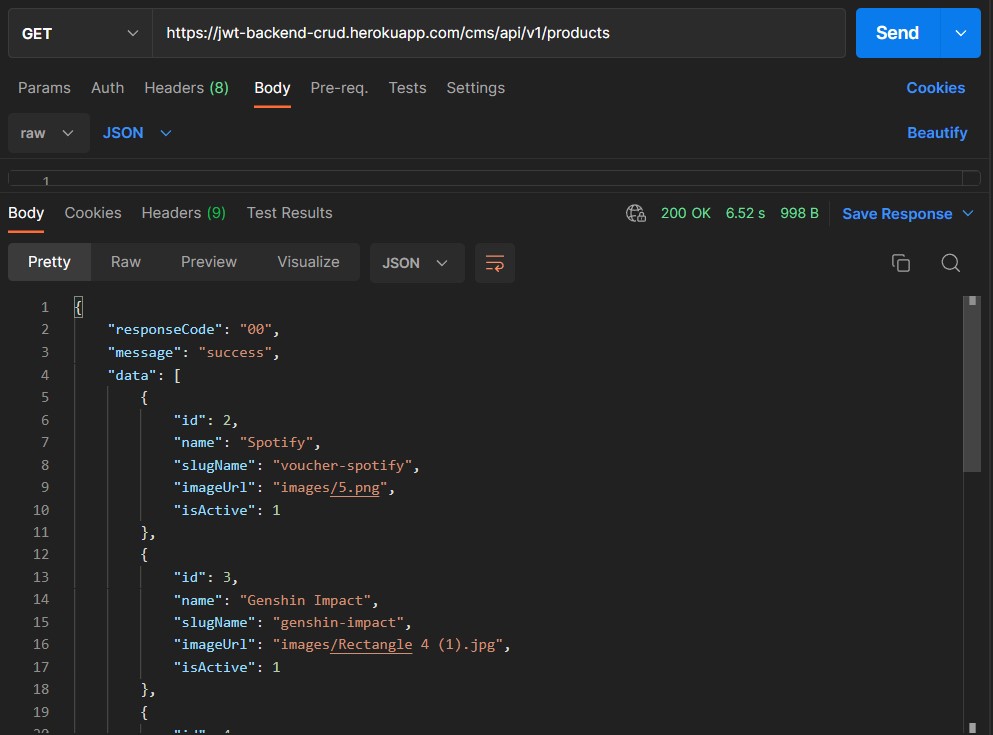 GET https://jwt-backend-crud.herokuapp.com/cms/api/v1/products Send
Params Auth Headers (8) Body Pre-req. Tests Settings Cookies
raw JSON Beautify
1
Body Cookies Headers (9) Test Results 200 OK 6.52 s 998 B Save Response
Pretty Raw Preview Visualize JSON
1 {
2 "responseCode": "00",
3 "message": "success",
4 "data": [
5 {
6 "id": 2,
7 "name": "Spotify",
8 "slugName": "voucher-spotify",
9 "imageUrl": "images/5.png",
10 "isActive": 1
11 },
12 {
13 "id": 3,
14 "name": "Genshin Impact",
15 "slugName": "genshin-impact",
16 "imageUrl": "images/Rectangle 4 (1).jpg",
17 "isActive": 1
18 },
19 {